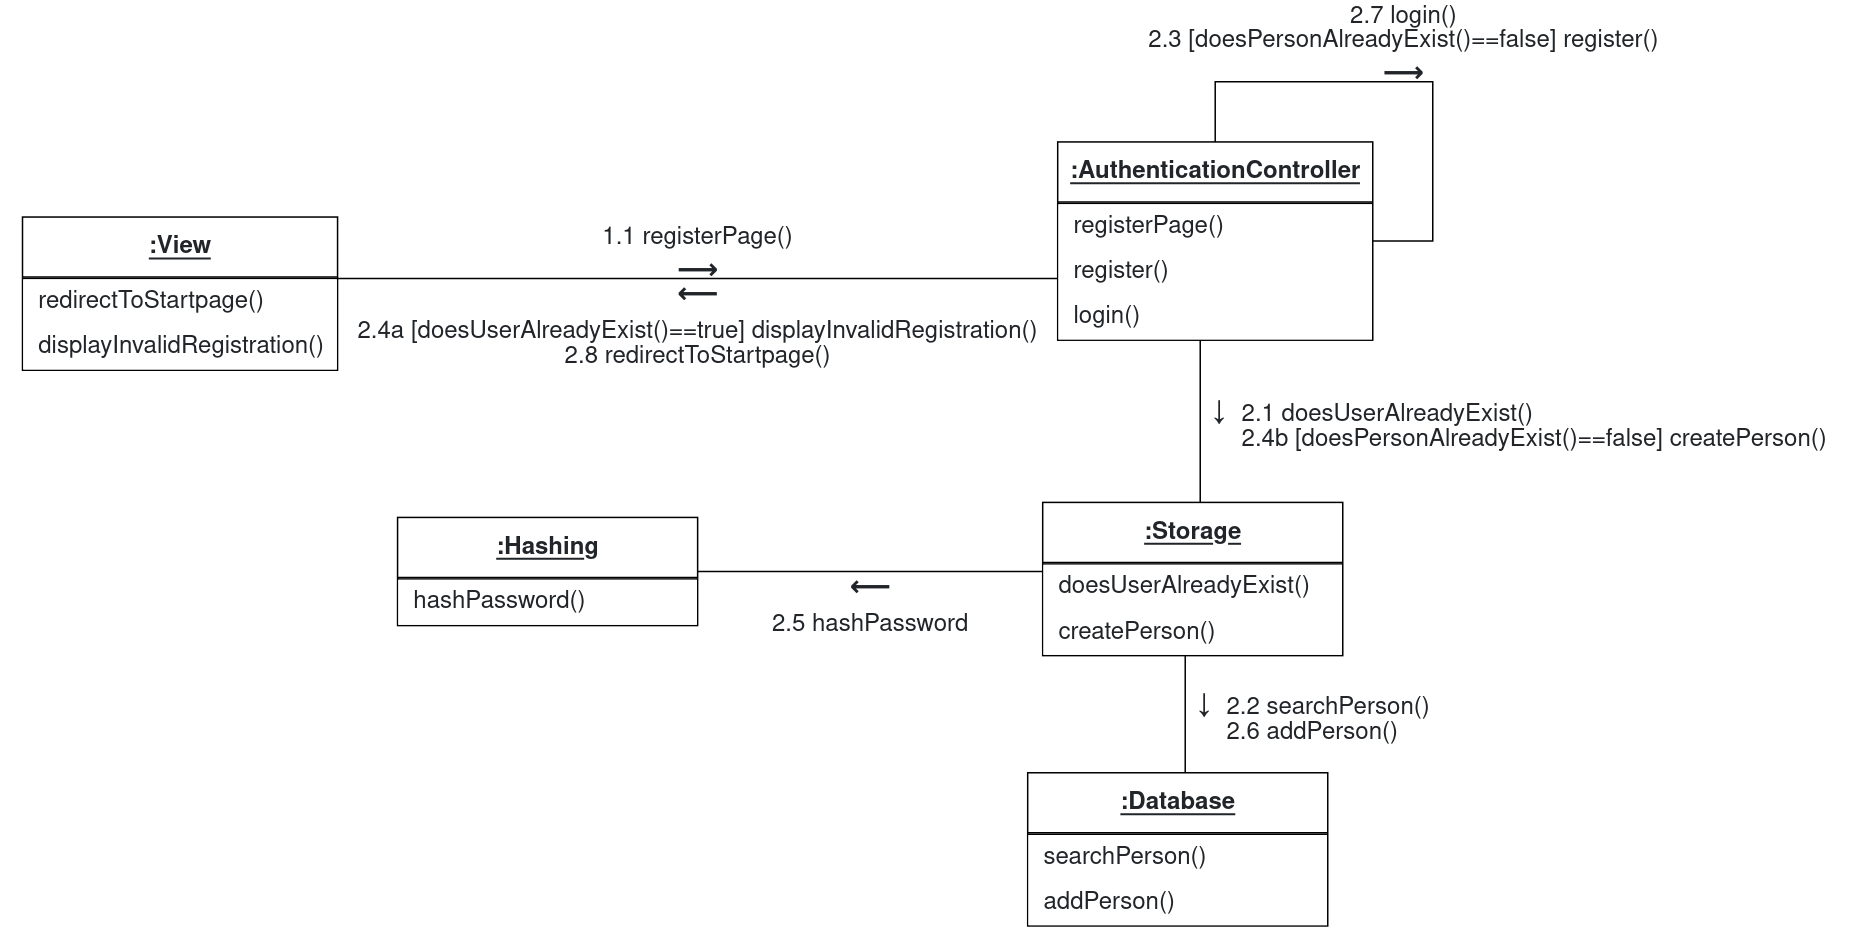 2.7 login()
2.3 [doesPersonAlreadyExist()==false] register()
:AuthenticationController
registerPage()
register()
login()
:View
redirectToStartpage()
displayInvalidRegistration()
1.1 registerPage()
2.4a [doesUserAlreadyExist()==true] displayInvalidRegistration()
2.8 redirectToStartpage()
2.1 doesUserAlreadyExist()
2.4b [doesPersonAlreadyExist()==false] createPerson()
:Hashing
hashPassword()
2.5 hashPassword
:Storage
doesUserAlreadyExist()
createPerson()
2.2 searchPerson()
2.6 addPerson()
:Database
searchPerson()
addPerson()